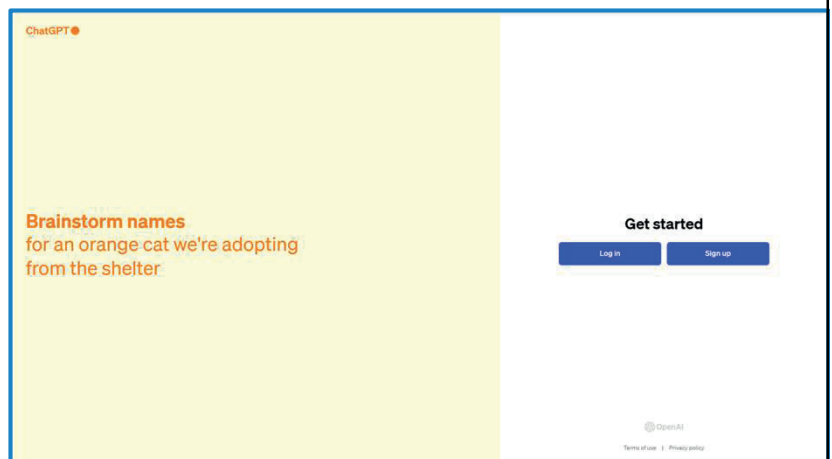 ChatGPT
Brainstorm names
for an orange cat we're adopting
from the shelter
Get started
Log in
Sign up
OpenAI
Terms of use | Privacy policy